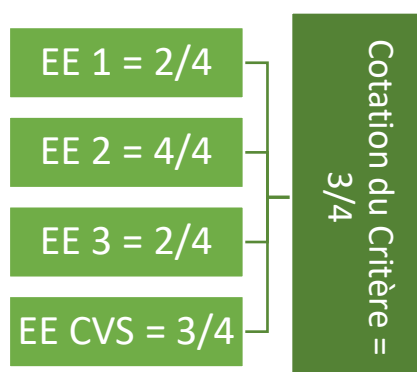 EE 1 = 2/4
EE 2 = 4/4
EE 3 = 2/4
EE CVS = 3/4
Cotation du Critère =
3/4